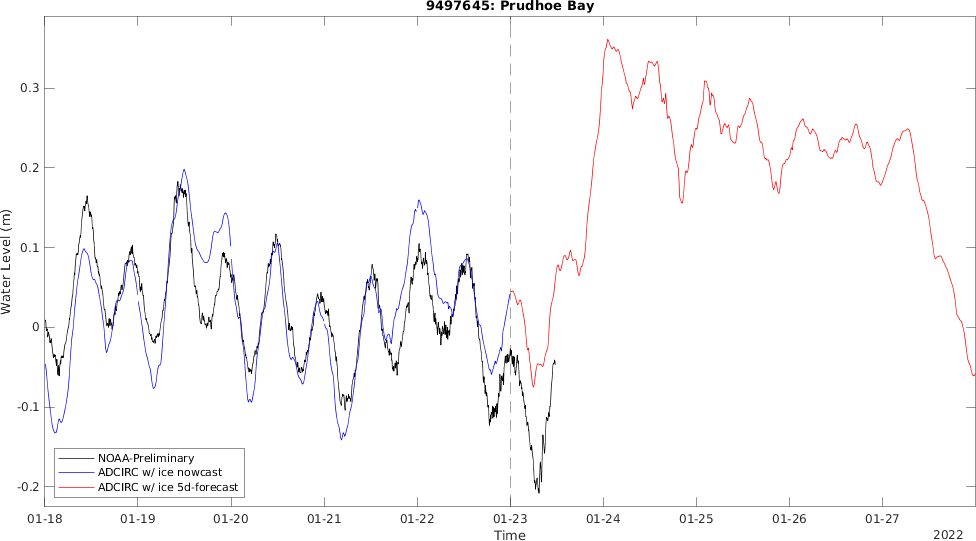 9497645: Prudhoe Bay
Water Level (m)
0.3
0.2
0.1
0
-0.1
-0.2
NOAA-Preliminary
ADCIRC w/ ice nowcast
ADCIRC w/ ice 5d-forecast
01-18 01-19 01-20 01-21 01-22 01-23 01-24 01-25 01-26 01-27
Time
2022